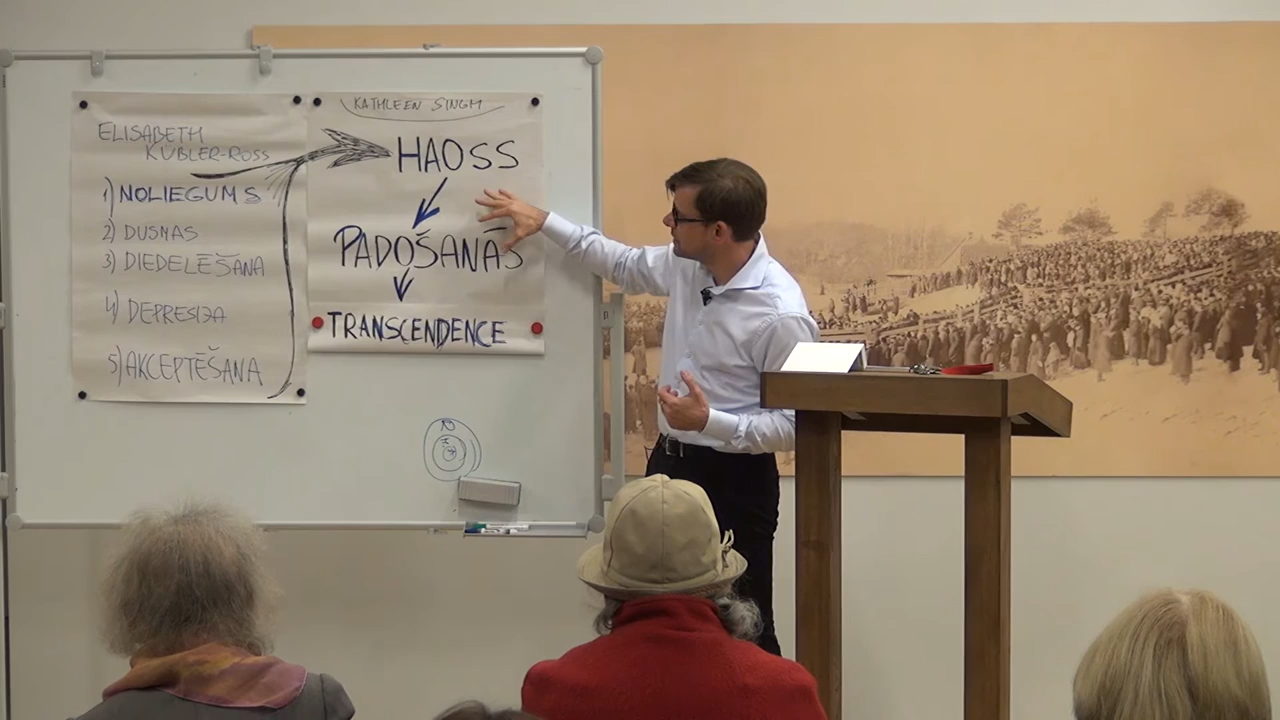 ELISABETH
KÜBLER-ROSS
1) NOLIEGUMS
2) DUSMAS
3) DIEDELĒŠANA
4) DEPRESIJA
5) AKCEPTĒŠANA
KATHLEEN SINGH
HAOSS
PADOŠANĀS
TRANSCENDENCE